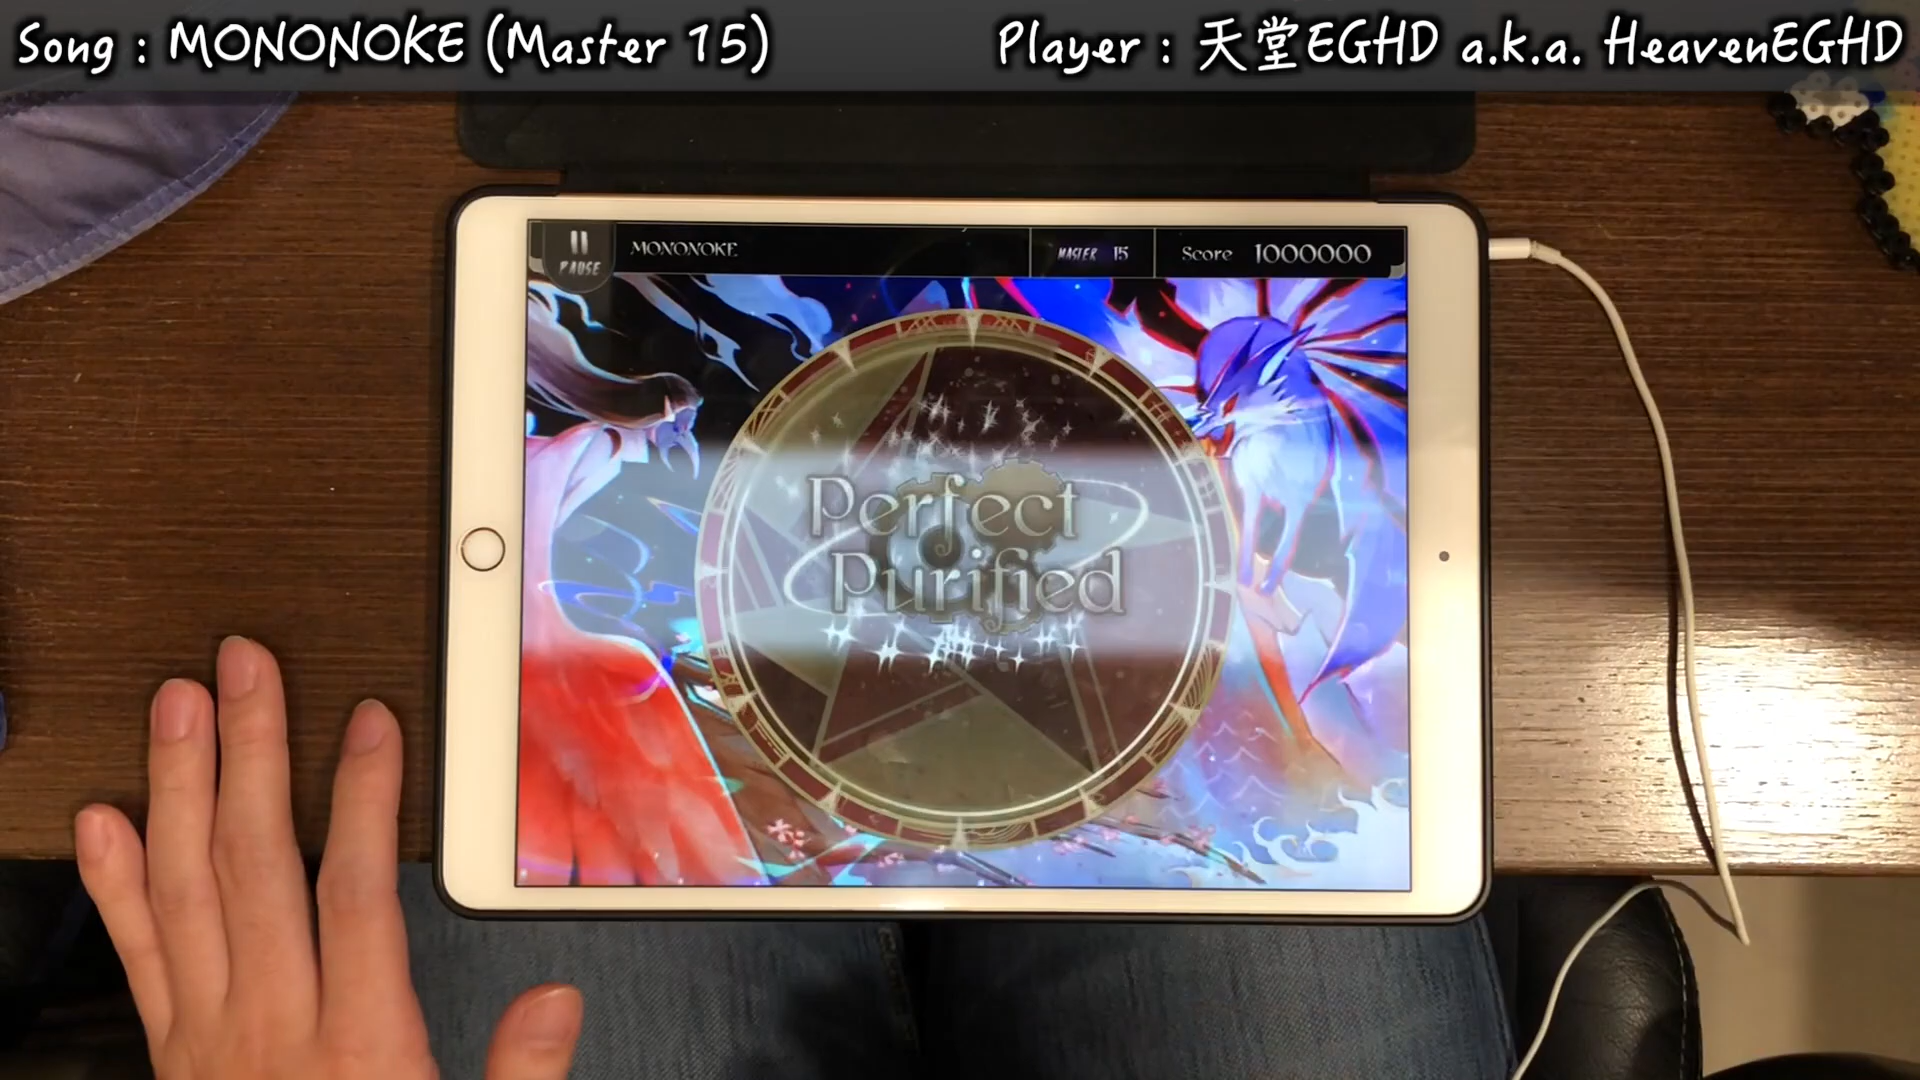 Song : MONONOKE (Master 15)
Player : 天堂EGHD a.k.a. HeavenEGHD
PAUSE
MONONOKE
MASTER 15
Score 1000000
Perfect
Purified